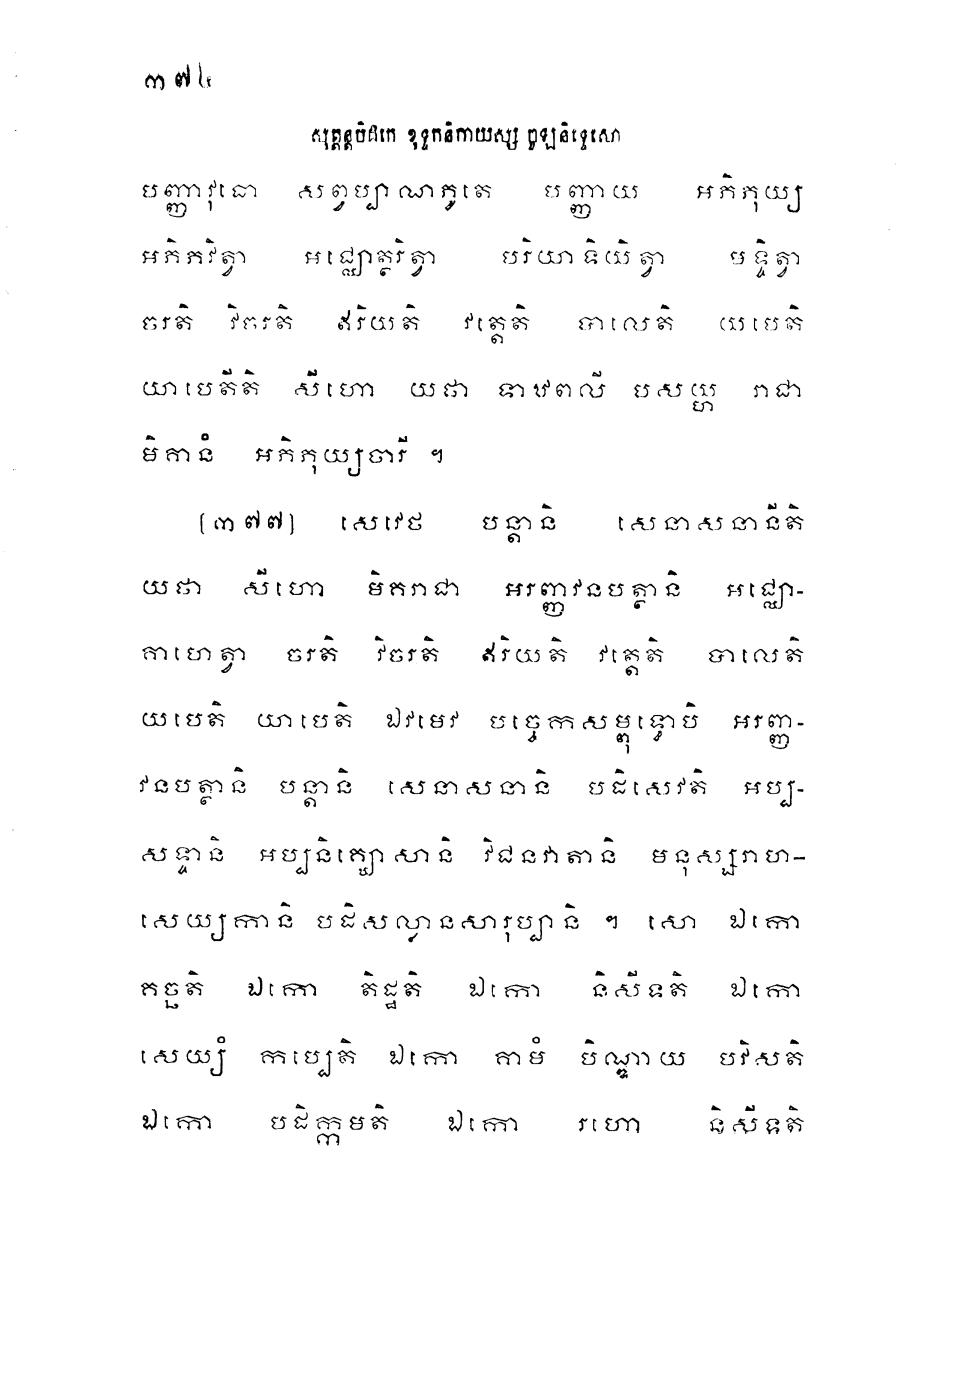 ៣៧៤
សុត្តន្តបិដកេ ខុទ្ទកនិកាយស្ស ចូឡនិទ្ទេសោ
បញ្ញាវុធោ សព្វប្បាណភូតេ បញ្ញាយ អភិភុយ្យ
អភិភវិត្វា អជ្ឈោត្ថរិត្វា បរិយាទិយិត្វា មទ្ទិត្វា
ចរតិ វិចរតិ ឥរិយតិ វត្តេតិ បាលេតិ យបេតិ
យាបេតីតិ សីហោ យថា ទាឋពលី បសយ្ហ រាជា
មិគានំ អភិភុយ្យចារី ។
(៣៧៧) សេវេថ បន្តានិ សេនាសនានីតិ
យថា សីហោ មិគរាជា អរញ្ញវនបត្ថានិ អជ្ឈោ-
គាហេត្វា ចរតិ វិចរតិ ឥរិយតិ វត្តេតិ បាលេតិ
យបេតិ យាបេតិ ឯវមេវ បច្ចេកសម្ពុទ្ធោបិ អរញ្ញ-
វនបត្ថានិ បន្តានិ សេនាសនានិ បដិសេវតិ អប្ប-
សទ្ទានិ អប្បនិគ្ឃោសានិ វិជនវាតានិ មនុស្សរាហ-
សេយ្យកានិ បដិសល្លានសារុប្បានិ ។ សោ ឯកោ
គច្ឆតិ ឯកោ តិដ្ឋតិ ឯកោ និសីទតិ ឯកោ
សេយ្យំ កប្បេតិ ឯកោ គាមំ បិណ្ឌាយ បវិសតិ
ឯកោ បដិក្កមតិ ឯកោ រហោ និសីទតិ